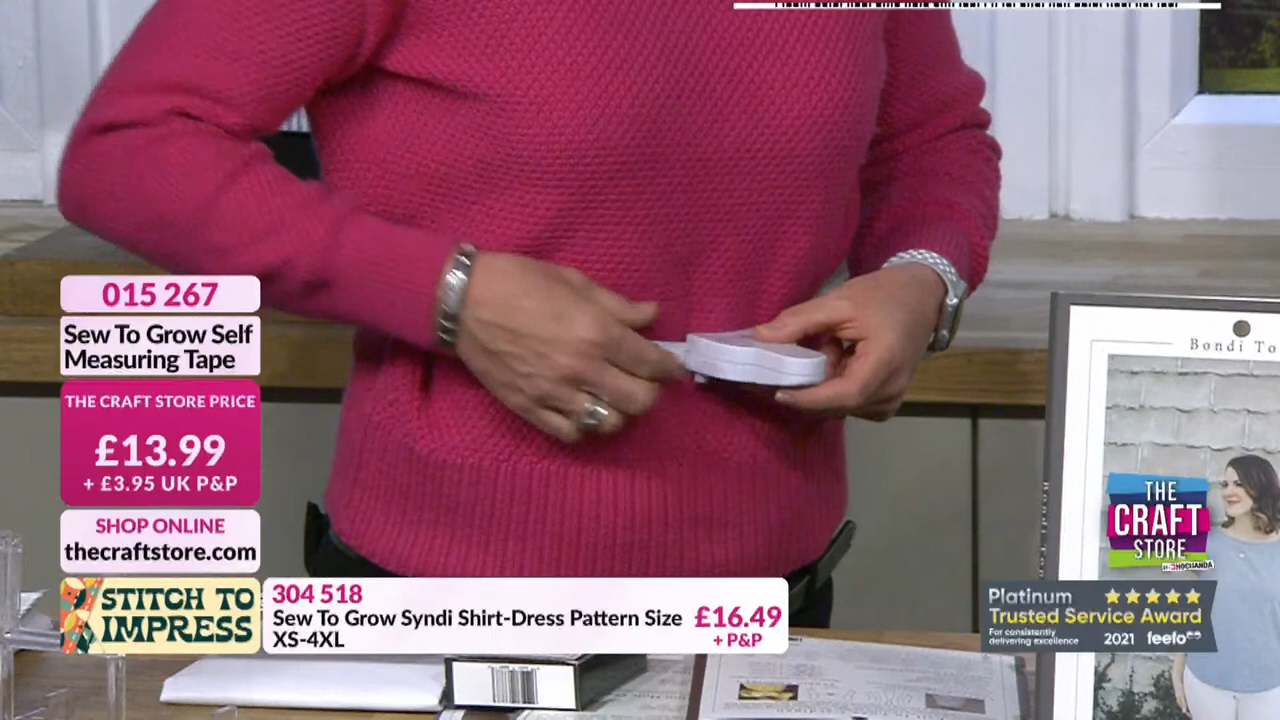 015 267
Sew To Grow Self
Measuring Tape
THE CRAFT STORE PRICE
£13.99
+ £3.95 UK P&P
SHOP ONLINE
thecraftstore.com
STITCH TO
IMPRESS
304 518
Sew To Grow Syndi Shirt-Dress Pattern Size
XS-4XL
£16.49
+ P&P
Bondi To
THE
CRAFT
STORE
HOCHANDA
Platinum
Trusted Service Award
For consistently
delivering excellence
2021 feefo